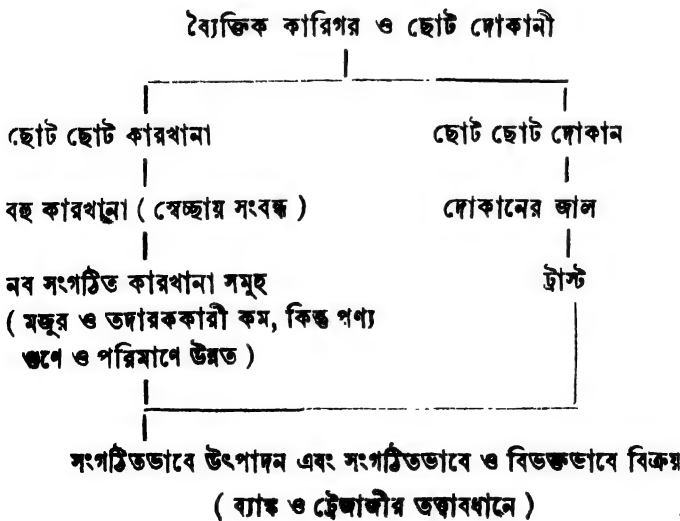 বৈয়ক্তিক কারিগর ও ছোট দোকানী
ছোট ছোট কারখানা
ছোট ছোট দোকান
বহু কারখানা ( স্বেচ্ছায় সংবদ্ধ )
দোকানের জাল
নব সংগঠিত কারখানা সমূহ
ট্রাস্ট
( মজুর ও তদারককারী কম, কিন্তু পণ্য
গুণে ও পরিমাণে উন্নত )
সংগঠিতভাবে উৎপাদন এবং সংগঠিতভাবে ও বিভক্তভাবে বিক্রয়
( ব্যাঙ্ক ও ট্রেজারীর তত্ত্বাবধানে )